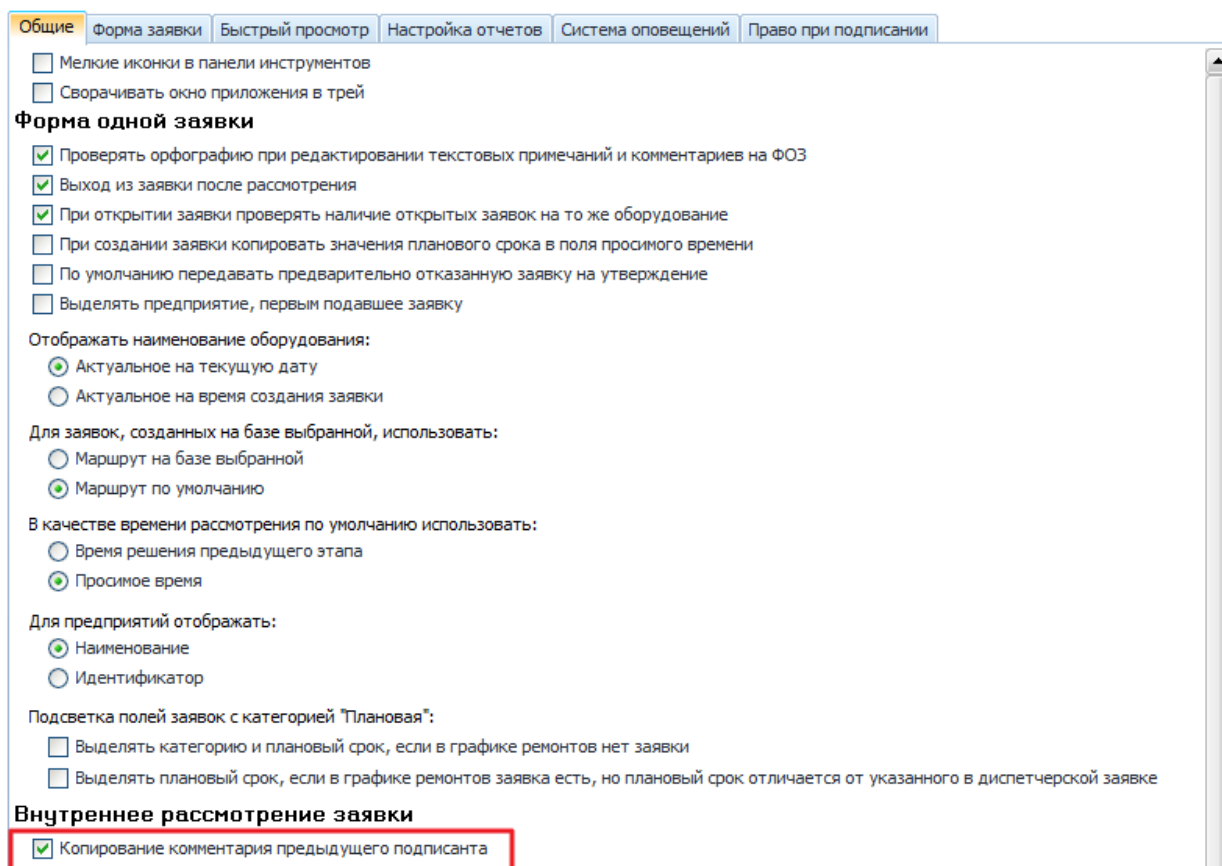 Общие Форма заявки Быстрый просмотр Настройка отчетов Система оповещений Право при подписании
Мелкие иконки в панели инструментов
Сворачивать окно приложения в трей
Форма одной заявки
Проверять орфографию при редактировании текстовых примечаний и комментариев на ФОЗ
Выход из заявки после рассмотрения
При открытии заявки проверять наличие открытых заявок на то же оборудование
При создании заявки копировать значения планового срока в поля просимого времени
По умолчанию передавать предварительно отказанную заявку на утверждение
Выделять предприятие, первым подавшее заявку
Отображать наименование оборудования:
Актуальное на текущую дату
Актуальное на время создания заявки
Для заявок, созданных на базе выбранной, использовать:
Маршрут на базе выбранной
Маршрут по умолчанию
В качестве времени рассмотрения по умолчанию использовать:
Время решения предыдущего этапа
Просимое время
Для предприятий отображать:
Наименование
Идентификатор
Подсветка полей заявок с категорией "Плановая":
Выделять категорию и плановый срок, если в графике ремонтов нет заявки
Выделять плановый срок, если в графике ремонтов заявка есть, но плановый срок отличается от указанного в диспетчерской заявке
Внутреннее рассмотрение заявки
Копирование комментария предыдущего подписанта